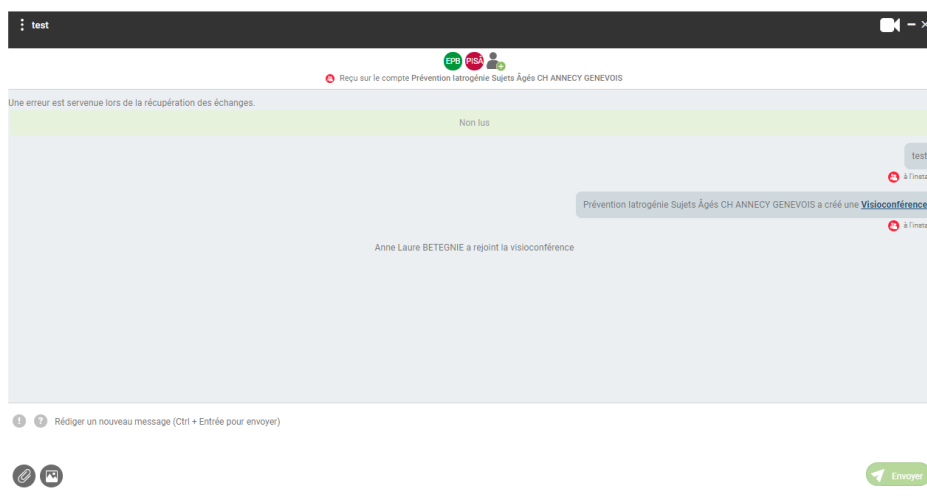 test
EPB PISÂ
Reçu sur le compte Prévention Iatrogénie Sujets Âgés CH ANNECY GENEVOIS
Une erreur est servenue lors de la récupération des échanges.
Non lus
test
à l'insta
Prévention Iatrogénie Sujets Âgés CH ANNECY GENEVOIS a créé une Visioconférence
à l'insta
Anne Laure BETEGNIE a rejoint la visioconférence
! ? Rédiger un nouveau message (Ctrl + Entrée pour envoyer)
Envoyer